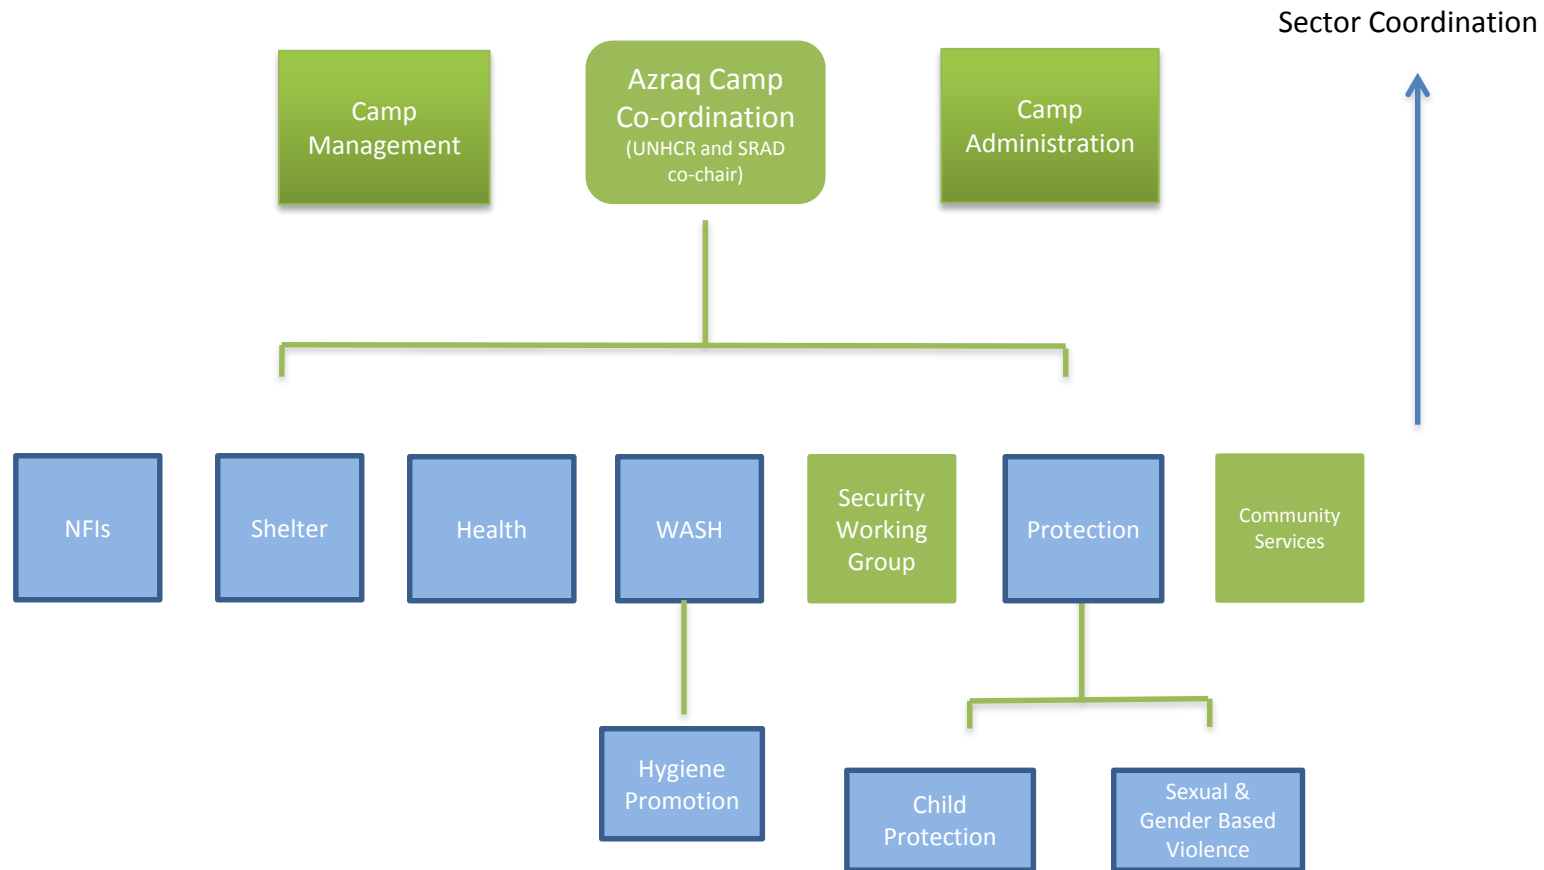 Sector Coordination
Camp
Management
Azraq Camp
Co-ordination
(UNHCR and SRAD
co-chair)
Camp
Administration
NFIs
Shelter
Health
WASH
Security
Working
Group
Protection
Community
Services
Hygiene
Promotion
Child
Protection
Sexual &
Gender Based
Violence